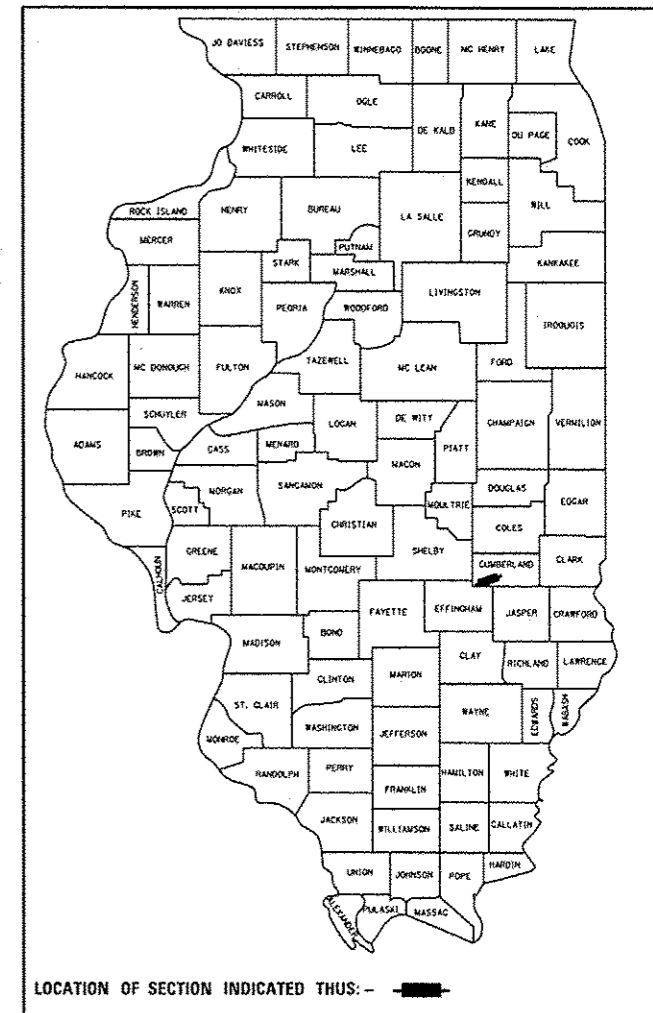 JO DAVIESS STEPHENSON WINNEBAGO BOONE MC HENRY LAKE
CARROLL OGLE DE KALB KANE DU PAGE COOK
WHITESIDE LEE KENDALL WILL
ROCK ISLAND HENRY BUREAU LA SALLE GRUNDY
MERCER PUTNAM KANKAKEE
STARK MARSHALL
HENDERSON WARREN KNOX PEORIA WOODFORD LIVINGSTON IROQUOIS
HANCOCK MC DONOUGH FULTON TAZEWELL MC LEAN FORD
SCHUYLER MASON LOGAN DE WITT CHAMPAIGN VERMILION
ADAMS BROWN CASS MENARD MACON PIATT
PIKE SCOTT MORGAN SANGAMON CHRISTIAN MOULTRIE DOUGLAS EDGAR
COLES
CALHOUN GREENE MACOUPIN MONTGOMERY SHELBY CUMBERLAND CLARK
JERSEY FAYETTE EFFINGHAM JASPER CRAWFORD
MADISON BOND CLAY RICHLAND LAWRENCE
CLINTON MARION
ST. CLAIR WASHINGTON JEFFERSON WAYNE EDWARDS WABASH
MONROE RANDOLPH PERRY HAMILTON WHITE
FRANKLIN
JACKSON WILLIAMSON SALINE GALLATIN
UNION JOHNSON POPE HARDIN
ALEXANDER PULASKI MASSAC
LOCATION OF SECTION INDICATED THUS: -